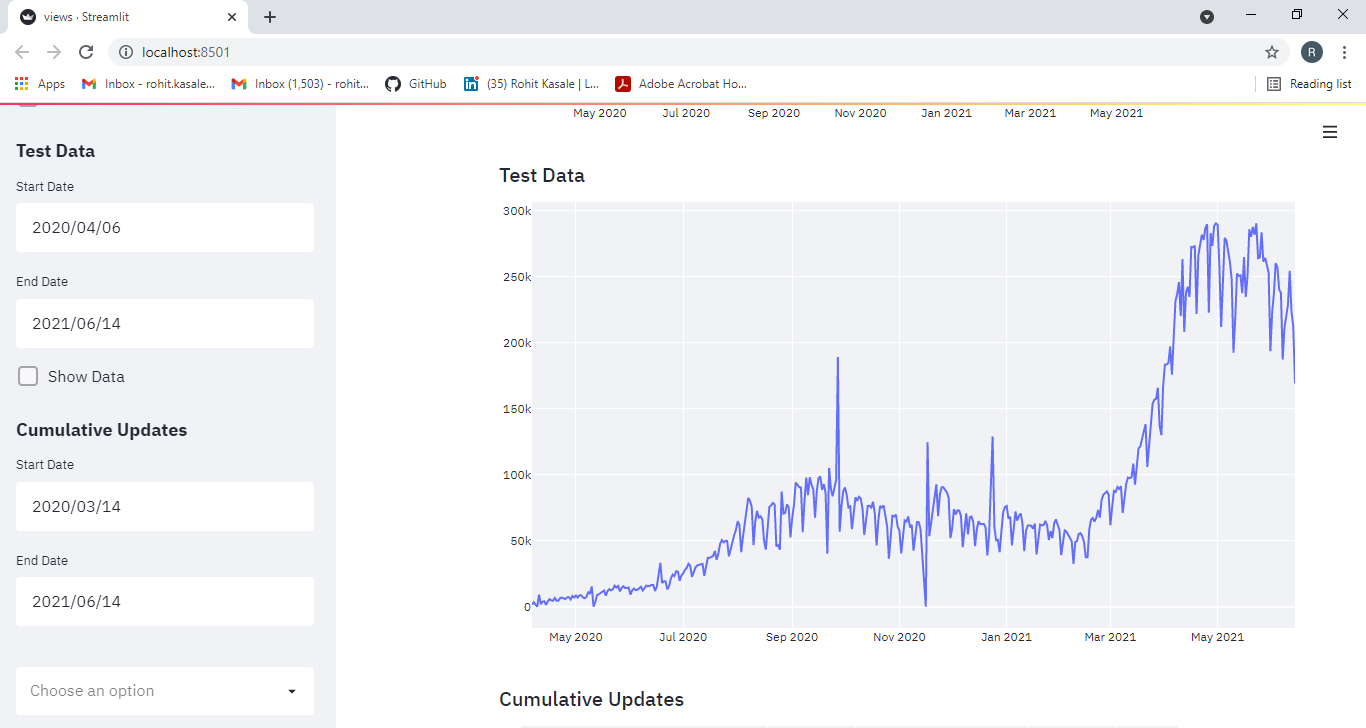 views · Streamlit
localhost:8501
R
Apps
Inbox - rohit.kasale...
Inbox (1,503) - rohit...
GitHub
(35) Rohit Kasale | L...
Adobe Acrobat Ho...
Reading list
May 2020 Jul 2020 Sep 2020 Nov 2020 Jan 2021 Mar 2021 May 2021
Test Data
Start Date
2020/04/06
End Date
2021/06/14
Show Data
Cumulative Updates
Start Date
2020/03/14
End Date
2021/06/14
Choose an option
Test Data
300k
250k
200k
150k
100k
50k
0
May 2020 Jul 2020 Sep 2020 Nov 2020 Jan 2021 Mar 2021 May 2021
Cumulative Updates